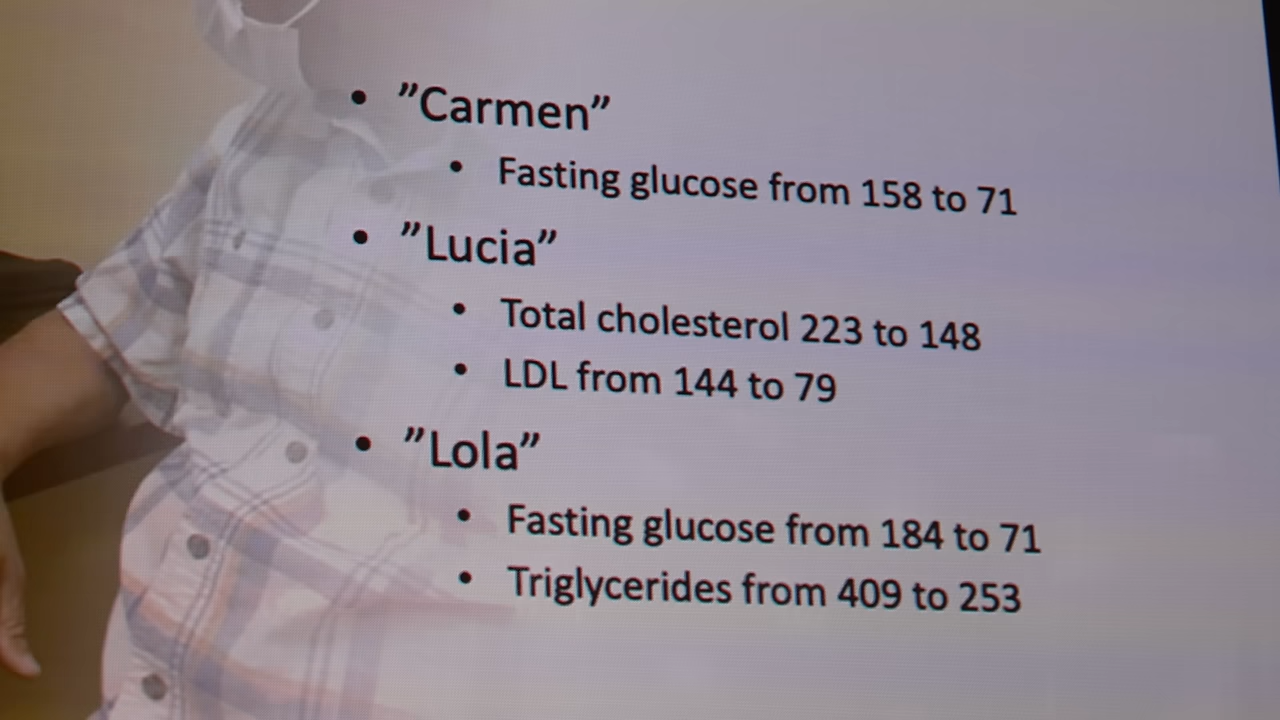 • ”Carmen”
• Fasting glucose from 158 to 71
• ”Lucia”
• Total cholesterol 223 to 148
• LDL from 144 to 79
• ”Lola”
• Fasting glucose from 184 to 71
• Triglycerides from 409 to 253